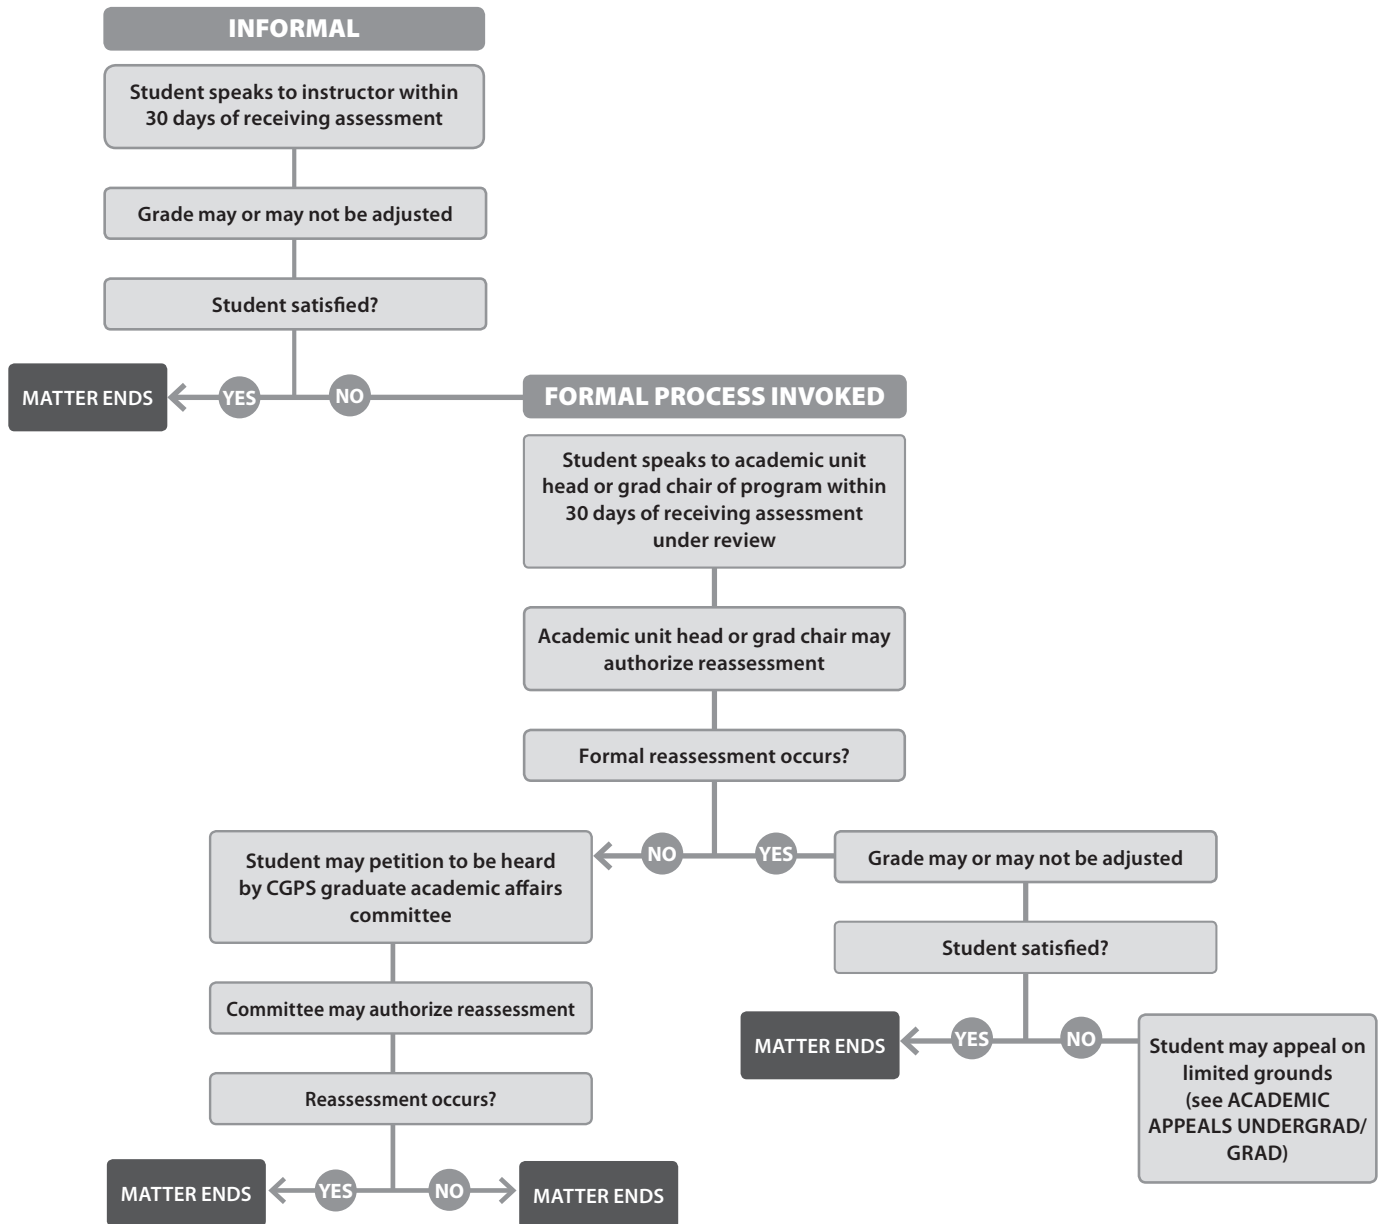 INFORMAL
Student speaks to instructor within
30 days of receiving assessment
Grade may or may not be adjusted
Student satisfied?
MATTER ENDS
YES
NO
FORMAL PROCESS INVOKED
Student speaks to academic unit
head or grad chair of program within
30 days of receiving assessment
under review
Academic unit head or grad chair may
authorize reassessment
Formal reassessment occurs?
NO
YES
Student may petition to be heard
by CGPS graduate academic affairs
committee
Committee may authorize reassessment
Reassessment occurs?
MATTER ENDS
YES
NO
MATTER ENDS
Grade may or may not be adjusted
Student satisfied?
MATTER ENDS
YES
NO
Student may appeal on
limited grounds
(see ACADEMIC
APPEALS UNDERGRAD/
GRAD)